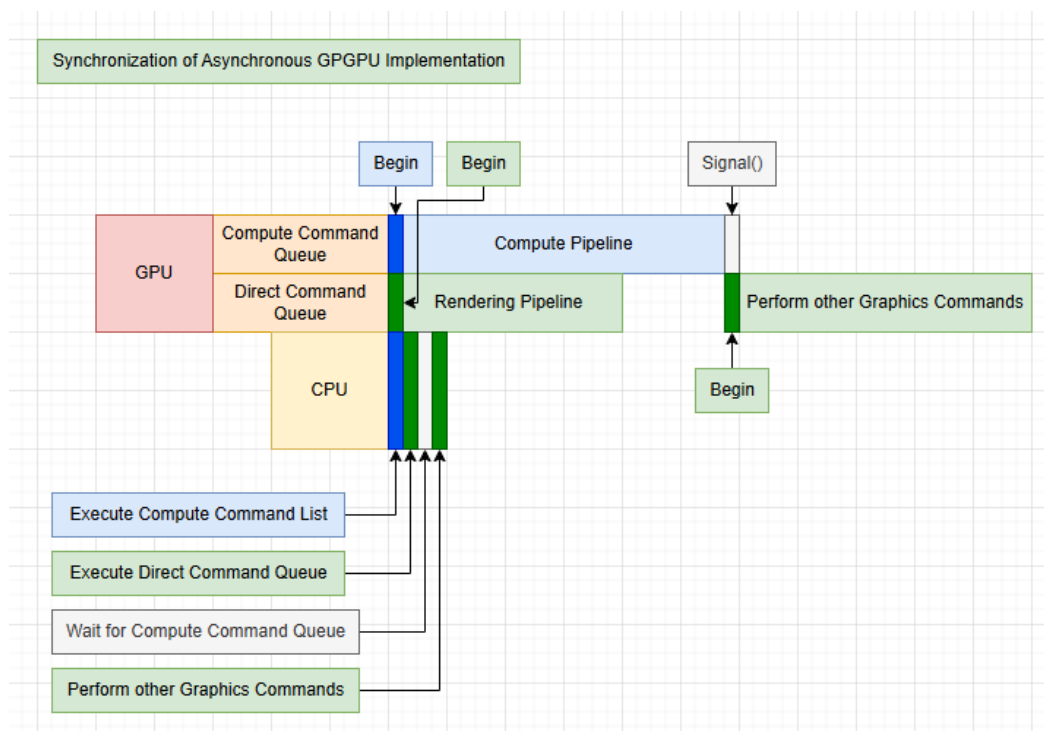 Synchronization of Asynchronous GPGPU Implementation
Begin
Begin
Signal()
GPU
Compute Command
Queue
Compute Pipeline
Direct Command
Queue
Rendering Pipeline
Perform other Graphics Commands
CPU
Begin
Execute Compute Command List
Execute Direct Command Queue
Wait for Compute Command Queue
Perform other Graphics Commands